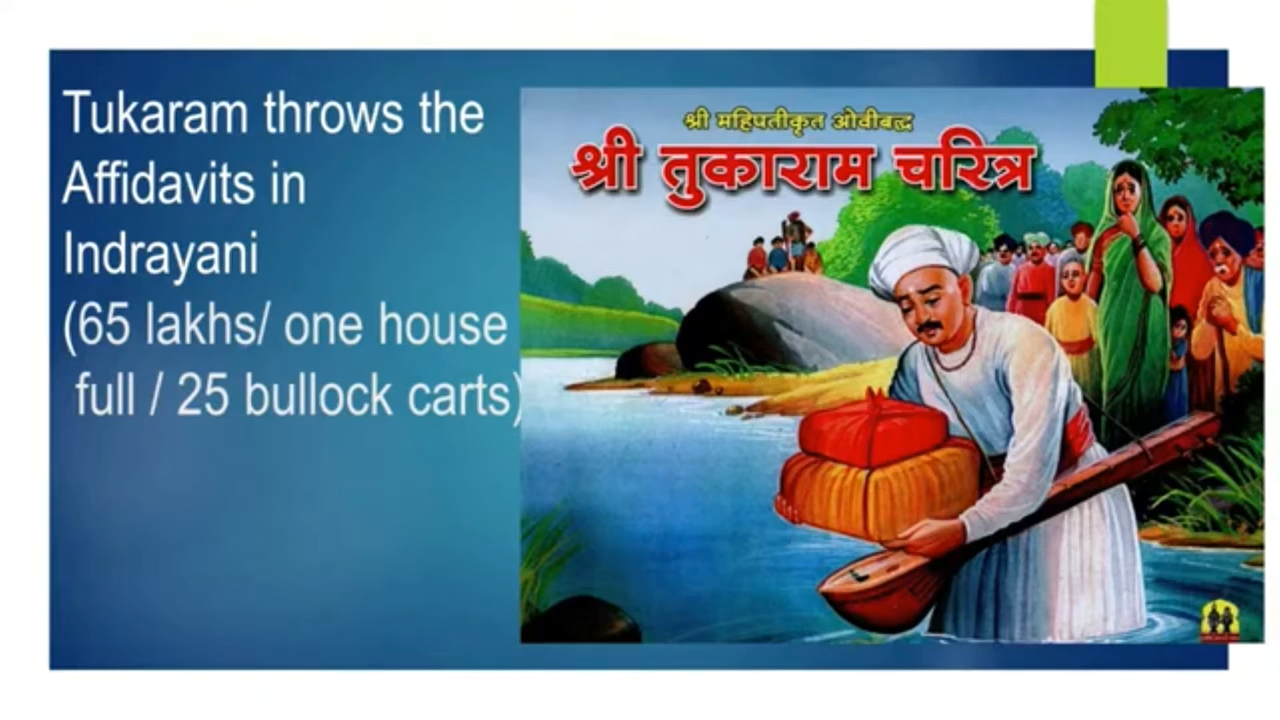 Tukaram throws the
Affidavits in
Indrayani
(65 lakhs/ one house
full / 25 bullock carts)
श्री महिपतीकृत ओवीबद्ध
श्री तुकाराम चरित्र